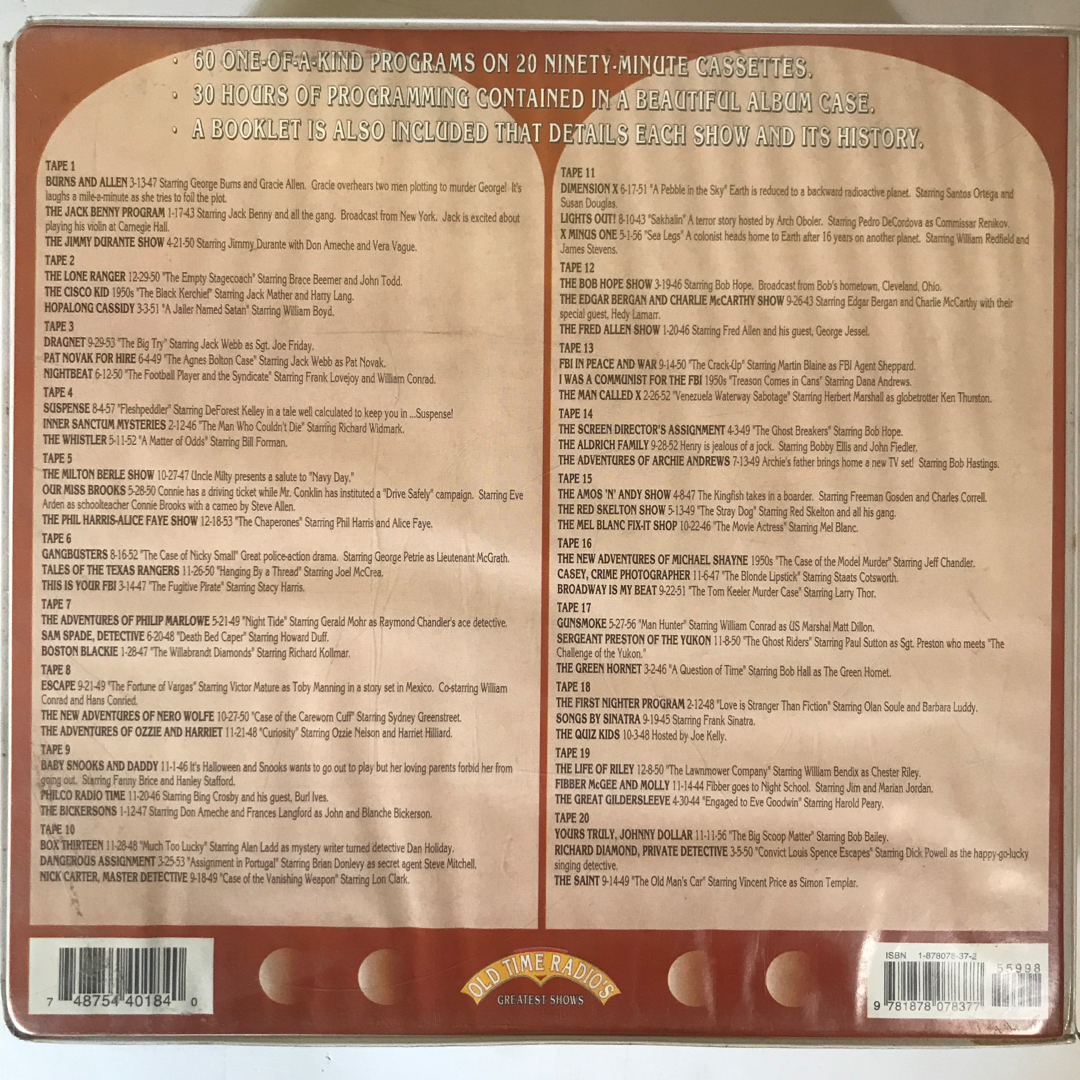 · 60 ONE-OF-A-KIND PROGRAMS ON 20 NINETY-MINUTE CASSETTES.
· 30 HOURS OF PROGRAMMING CONTAINED IN A BEAUTIFUL ALBUM CASE.
· A BOOKLET IS ALSO INCLUDED THAT DETAILS EACH SHOW AND ITS HISTORY.
TAPE 1
BURNS AND ALLEN 3-13-47 Starring George Burns and Gracie Allen. Gracie overhears two men plotting to murder George! It's
laughs a mile-a-minute as she tries to foil the plot.
THE JACK BENNY PROGRAM 1-17-43 Starring Jack Benny and all the gang. Broadcast from New York. Jack is excited about
playing his violin at Carnegie Hall.
THE JIMMY DURANTE SHOW 4-21-50 Starring Jimmy Durante with Don Ameche and Vera Vague.
TAPE 2
THE LONE RANGER 12-29-50 "The Empty Stagecoach" Starring Brace Beemer and John Todd.
THE CISCO KID 1950s "The Black Kerchief" Starring Jack Mather and Harry Lang.
HOPALONG CASSIDY 3-3-51 "A Jailer Named Satan" Starring William Boyd.
TAPE 3
DRAGNET 9-29-53 "The Big Try" Starring Jack Webb as Sgt. Joe Friday.
PAT NOVAK FOR HIRE 6-4-49 "The Agnes Bolton Case" Starring Jack Webb as Pat Novak.
NIGHTBEAT 6-12-50 "The Football Player and the Syndicate" Starring Frank Lovejoy and William Conrad.
TAPE 4
SUSPENSE 8-4-57 "Fleshpeddler" Starring DeForest Kelley in a tale well calculated to keep you in ...Suspense!
INNER SANCTUM MYSTERIES 2-12-46 "The Man Who Couldn't Die" Starring Richard Widmark.
THE WHISTLER 5-11-52 "A Matter of Odds" Starring Bill Forman.
TAPE 5
THE MILTON BERLE SHOW 10-27-47 Uncle Milty presents a salute to "Navy Day."
OUR MISS BROOKS 5-28-50 Connie has a driving ticket while Mr. Conklin has instituted a "Drive Safely" campaign. Starring Eve
Arden as schoolteacher Connie Brooks with a cameo by Steve Allen.
THE PHIL HARRIS-ALICE FAYE SHOW 12-18-53 "The Chaperones" Starring Phil Harris and Alice Faye.
TAPE 6
GANGBUSTERS 8-16-52 "The Case of Nicky Small" Great police-action drama. Starring George Petrie as Lieutenant McGrath.
TALES OF THE TEXAS RANGERS 11-26-50 "Hanging By a Thread" Starring Joel McCrea.
THIS IS YOUR FBI 3-14-47 "The Fugitive Pirate" Starring Stacy Harris.
TAPE 7
THE ADVENTURES OF PHILIP MARLOWE 5-21-49 "Night Tide" Starring Gerald Mohr as Raymond Chandler's ace detective.
SAM SPADE, DETECTIVE 6-20-48 "Death Bed Caper" Starring Howard Duff.
BOSTON BLACKIE 1-28-47 "The Willabrandt Diamonds" Starring Richard Kollmar.
TAPE 8
ESCAPE 9-21-49 "The Fortune of Vargas" Starring Victor Mature as Toby Manning in a story set in Mexico. Co-starring William
Conrad and Hans Conried.
THE NEW ADVENTURES OF NERO WOLFE 10-27-50 "Case of the Careworn Cuff" Starring Sydney Greenstreet.
THE ADVENTURES OF OZZIE AND HARRIET 11-21-48 "Curiosity" Starring Ozzie Nelson and Harriet Hilliard.
TAPE 9
BABY SNOOKS AND DADDY 11-1-46 It's Halloween and Snooks wants to go out to play but her loving parents forbid her from
going out. Starring Fanny Brice and Hanley Stafford.
PHILCO RADIO TIME 11-20-46 Starring Bing Crosby and his guest, Burl Ives.
THE BICKERSONS 1-12-47 Starring Don Ameche and Frances Langford as John and Blanche Bickerson.
TAPE 10
BOX THIRTEEN 11-28-48 "Much Too Lucky" Starring Alan Ladd as mystery writer turned detective Dan Holiday.
DANGEROUS ASSIGNMENT 3-25-53 "Assignment in Portugal" Starring Brian Donlevy as secret agent Steve Mitchell.
NICK CARTER, MASTER DETECTIVE 9-18-49 "Case of the Vanishing Weapon" Starring Lon Clark.
TAPE 11
DIMENSION X 6-17-51 "A Pebble in the Sky" Earth is reduced to a backward radioactive planet. Starring Santos Ortega and
Susan Douglas.
LIGHTS OUT! 8-10-43 "Sakhalin" A terror story hosted by Arch Oboler. Starring Pedro DeCordova as Commissar Renikov.
X MINUS ONE 5-1-56 "Sea Legs" A colonist heads home to Earth after 16 years on another planet. Starring William Redfield and
James Stevens.
TAPE 12
THE BOB HOPE SHOW 3-19-46 Starring Bob Hope. Broadcast from Bob's hometown, Cleveland, Ohio.
THE EDGAR BERGAN AND CHARLIE McCARTHY SHOW 9-26-43 Starring Edgar Bergan and Charlie McCarthy with their
special guest, Hedy Lamarr.
THE FRED ALLEN SHOW 1-20-46 Starring Fred Allen and his guest, George Jessel.
TAPE 13
FBI IN PEACE AND WAR 9-14-50 "The Crack-Up" Starring Martin Blaine as FBI Agent Sheppard.
I WAS A COMMUNIST FOR THE FBI 1950s "Treason Comes in Cans" Starring Dana Andrews.
THE MAN CALLED X 2-26-52 "Venezuela Waterway Sabotage" Starring Herbert Marshall as globetrotter Ken Thurston.
TAPE 14
THE SCREEN DIRECTOR'S ASSIGNMENT 4-3-49 "The Ghost Breakers" Starring Bob Hope.
THE ALDRICH FAMILY 9-28-52 Henry is jealous of a jock. Starring Bobby Ellis and John Fiedler.
THE ADVENTURES OF ARCHIE ANDREWS 7-13-49 Archie's father brings home a new TV set! Starring Bob Hastings.
TAPE 15
THE AMOS 'N' ANDY SHOW 4-8-47 The Kingfish takes in a boarder. Starring Freeman Gosden and Charles Correll.
THE RED SKELTON SHOW 5-13-49 "The Stray Dog" Starring Red Skelton and all his gang.
THE MEL BLANC FIX-IT SHOP 10-22-46 "The Movie Actress" Starring Mel Blanc.
TAPE 16
THE NEW ADVENTURES OF MICHAEL SHAYNE 1950s "The Case of the Model Murder" Starring Jeff Chandler.
CASEY, CRIME PHOTOGRAPHER 11-6-47 "The Blonde Lipstick" Starring Staats Cotsworth.
BROADWAY IS MY BEAT 9-22-51 "The Tom Keeler Murder Case" Starring Larry Thor.
TAPE 17
GUNSMOKE 5-27-56 "Man Hunter" Starring William Conrad as US Marshal Matt Dillon.
SERGEANT PRESTON OF THE YUKON 11-8-50 "The Ghost Riders" Starring Paul Sutton as Sgt. Preston who meets "The
Challenge of the Yukon."
THE GREEN HORNET 3-2-46 "A Question of Time" Starring Bob Hall as The Green Hornet.
TAPE 18
THE FIRST NIGHTER PROGRAM 2-12-48 "Love is Stranger Than Fiction" Starring Olan Soule and Barbara Luddy.
SONGS BY SINATRA 9-19-45 Starring Frank Sinatra.
THE QUIZ KIDS 10-3-48 Hosted by Joe Kelly.
TAPE 19
THE LIFE OF RILEY 12-8-50 "The Lawnmower Company" Starring William Bendix as Chester Riley.
FIBBER McGEE AND MOLLY 11-14-44 Fibber goes to Night School. Starring Jim and Marian Jordan.
THE GREAT GILDERSLEEVE 4-30-44 "Engaged to Eve Goodwin" Starring Harold Peary.
TAPE 20
YOURS TRULY, JOHNNY DOLLAR 11-11-56 "The Big Scoop Matter" Starring Bob Bailey.
RICHARD DIAMOND, PRIVATE DETECTIVE 3-5-50 "Convict Louis Spence Escapes" Starring Dick Powell as the happy-go-lucky
singing detective.
THE SAINT 9-14-49 "The Old Man's Car" Starring Vincent Price as Simon Templar.
7 48754 40184 0
OLD TIME RADIO'S
GREATEST SHOWS
ISBN 1-878078-37-2
55998
9 781878 078377